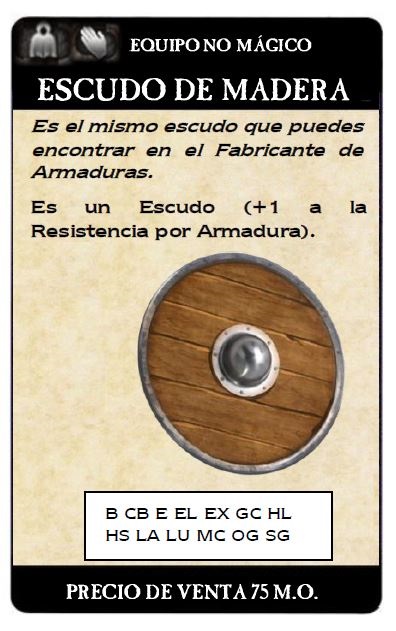 EQUIPO NO MÁGICO
ESCUDO DE MADERA
Es el mismo escudo que puedes
encontrar en el Fabricante de
Armaduras.
Es un Escudo (+1 a la
Resistencia por Armadura).
B CB E EL EX GC HL
HS LA LU MC OG SG
PRECIO DE VENTA 75 M.O.